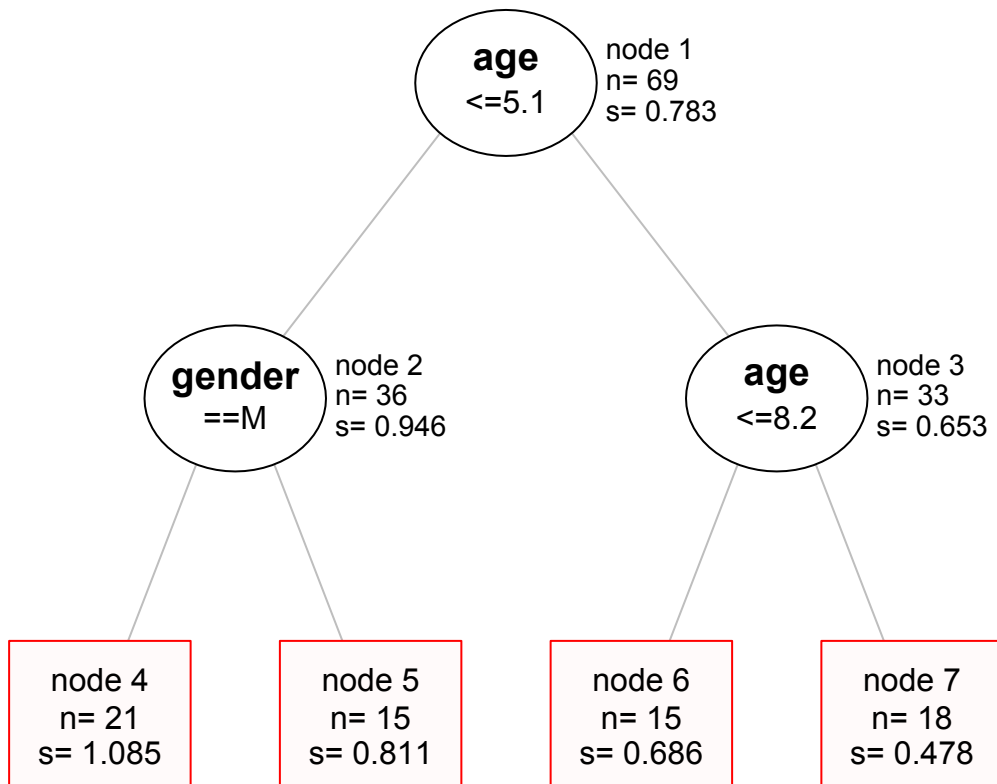 age
<=5.1
node 1
n= 69
s= 0.783
gender
==M
node 2
n= 36
s= 0.946
age
<=8.2
node 3
n= 33
s= 0.653
node 4
n= 21
s= 1.085
node 5
n= 15
s= 0.811
node 6
n= 15
s= 0.686
node 7
n= 18
s= 0.478